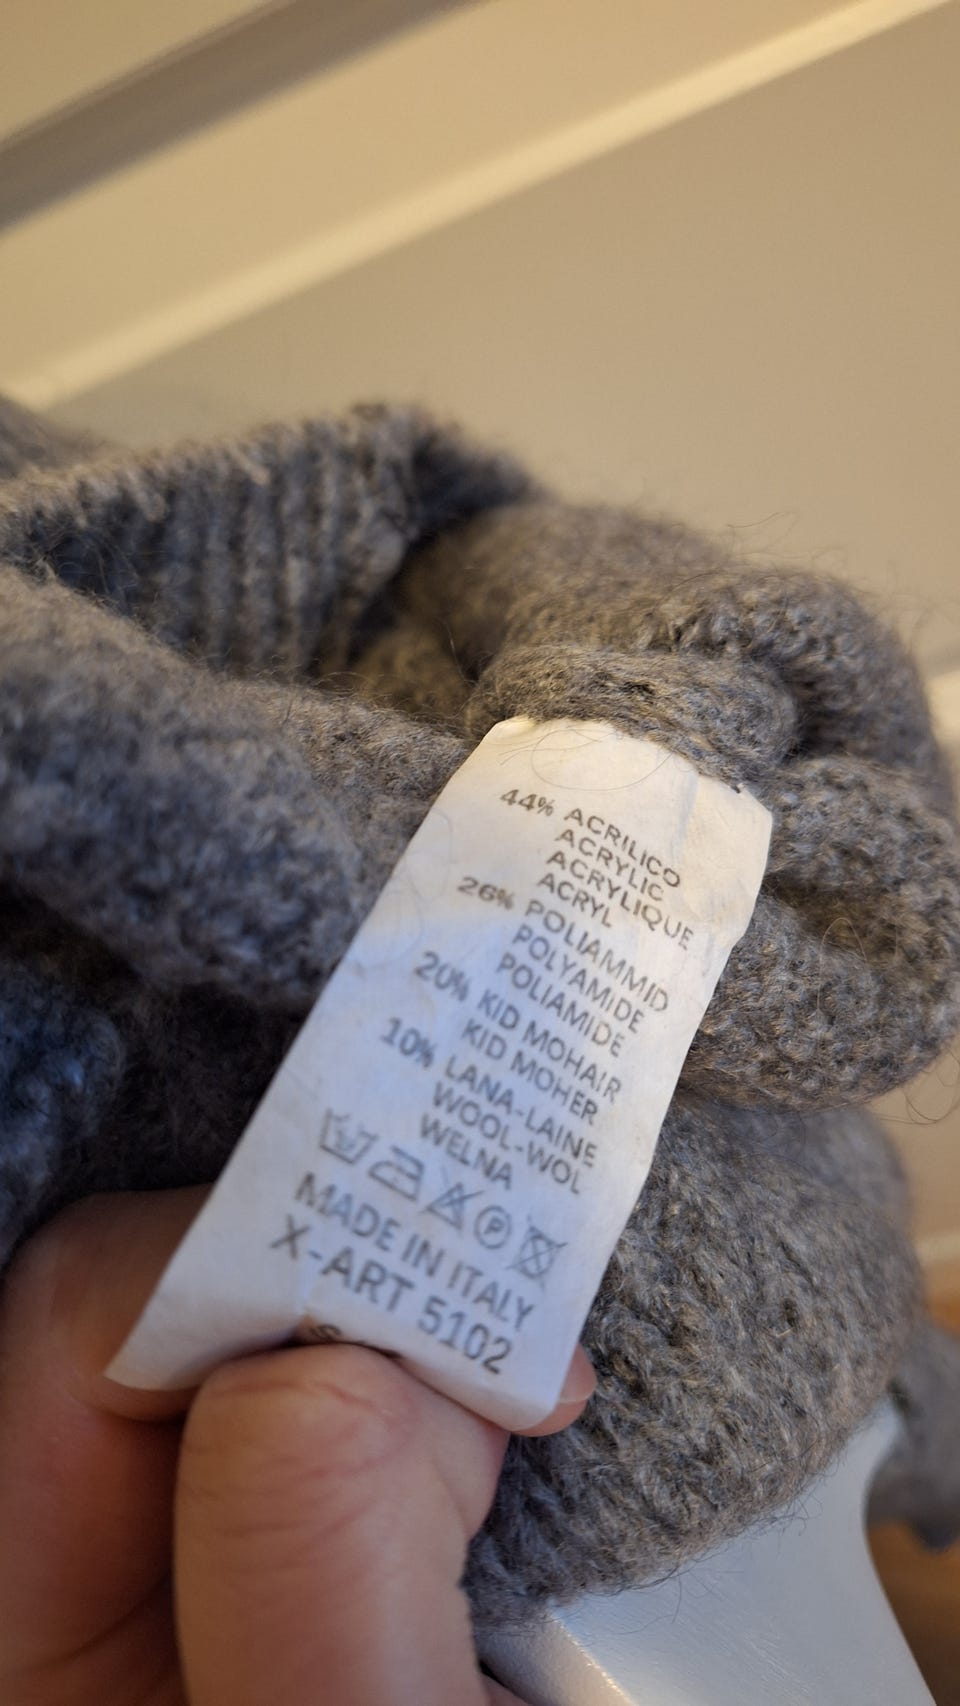 44% ACRILICO
ACRYLIC
ACRYLIQUE
ACRYL
26% POLIAMMID
POLYAMIDE
POLIAMIDE
20% KID MOHAIR
KID MOHER
10% LANA-LAINE
WOOL-WOL
WELNA
P
MADE IN ITALY
X-ART 5102